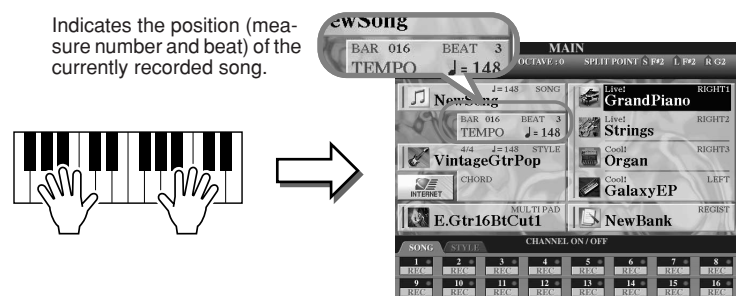 Indicates the position (mea-
sure number and beat) of the
currently recorded song.
ewSong
BAR 016 BEAT 3
TEMPO ♩= 148
MAIN
OCTAVE : 0 SPLIT POINT S F#2 L F#2 R G2
♩= 148 SONG
NewSong
BAR 016 BEAT 3
TEMPO ♩= 148
4/4 ♩= 148 STYLE
VintageGtrPop
INTERNET
CHORD
MULTI PAD
E.Gtr16BtCut1
Live! RIGHT1
GrandPiano
Live! RIGHT2
Strings
Cool! RIGHT3
Organ
Cool! LEFT
GalaxyEP
REGIST
NewBank
CHANNEL ON / OFF
SONG STYLE
1 2 3 4 5 6 7 8
REC REC REC REC REC REC REC REC
9 10 11 12 13 14 15 16
REC REC REC REC REC REC REC REC